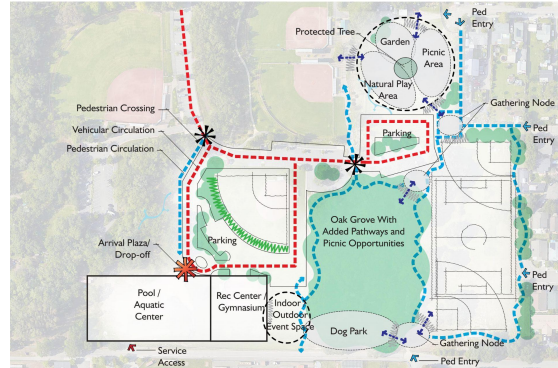 Ped
Entry
Protected Tree
Garden
Picnic
Area
Natural Play
Area
Gathering Node
Pedestrian Crossing
Vehicular Circulation
Pedestrian Circulation
Parking
Ped
Entry
Oak Grove With
Added Pathways and
Picnic Opportunities
Parking
Arrival Plaza/
Drop-off
Ped
Entry
Pool /
Aquatic
Center
Rec Center /
Gymnasium
Indoor
Outdoor
Event Space
Dog Park
Gathering Node
Service
Access
Ped Entry